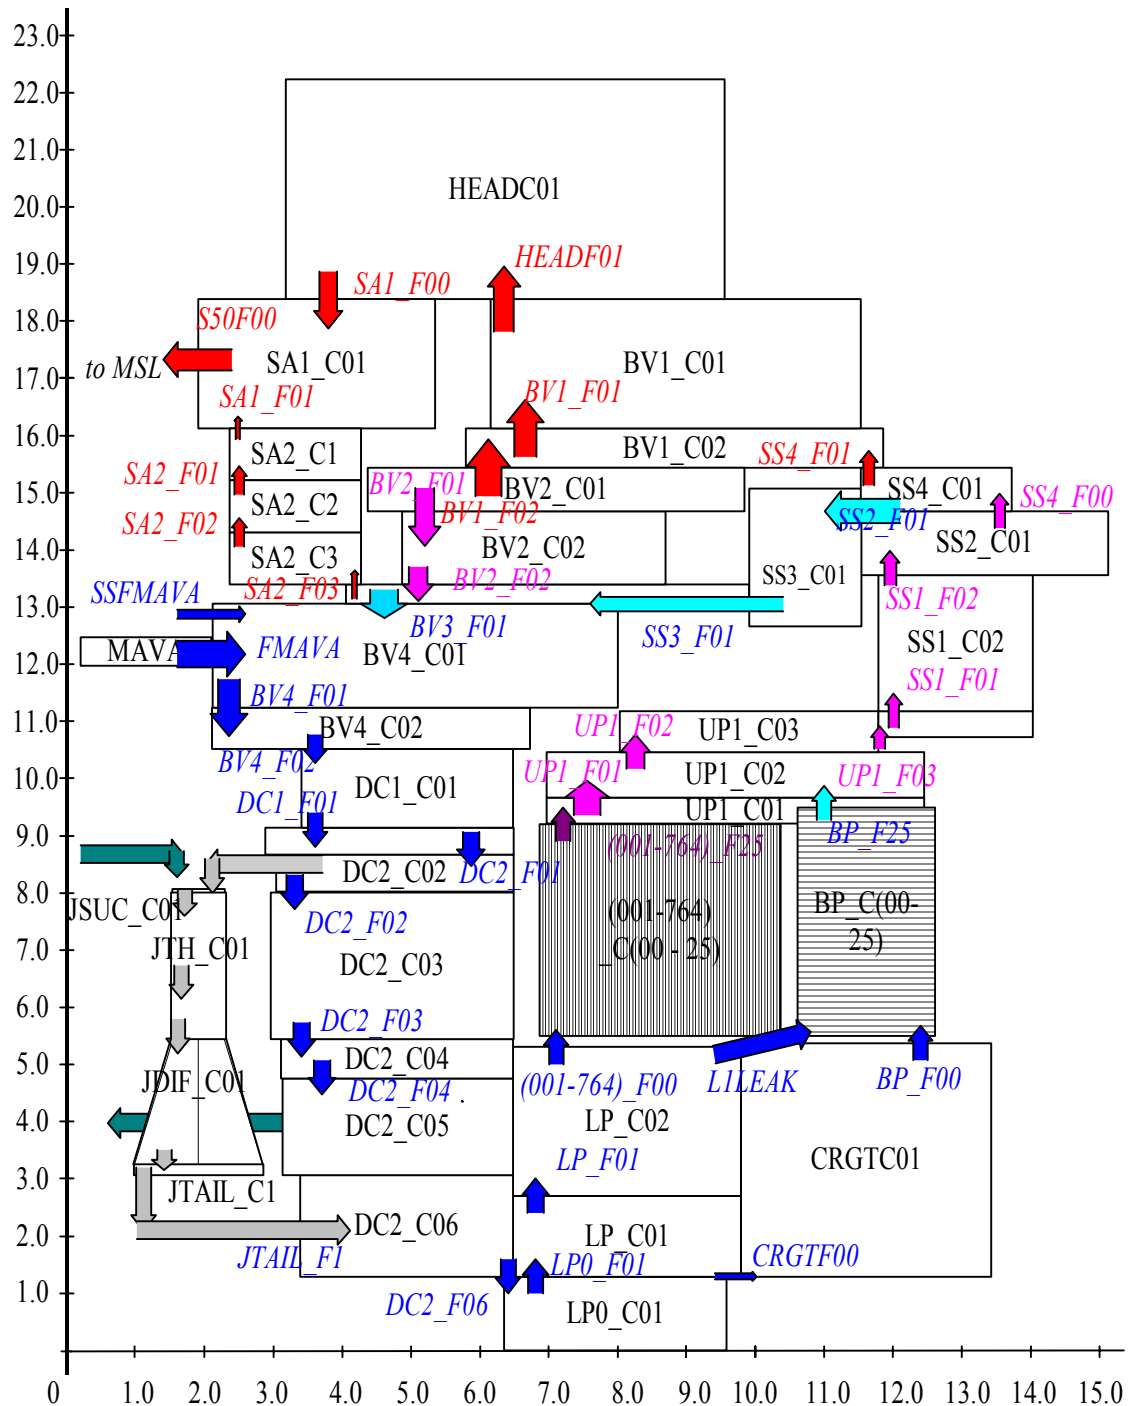 23.0
22.0
21.0
HEADC01
20.0
19.0
HEADF01
SA1_F00
18.0
S50F00
SA1_C01
BV1_C01
to MSL
17.0
SA1_F01
BV1_F01
16.0
SA2_C1
BV1_C02
SS4_F01
SA2_F01
BV2_F01
BV2_C01
SS4_C01
15.0
SA2_C2
SS4_F00
SA2_F02
BV1_F02
SS2_F01
14.0
SA2_C3
BV2_C02
SS2_C01
SS3_C01
SSFMAVA
SA2_F03
BV2_F02
SS1_F02
13.0
BV3_F01
SS3_F01
MAVA
FMAVA
BV4_C01
SS1_C02
12.0
SS1_F01
BV4_F01
11.0
BV4_C02
UP1_F02
UP1_C03
BV4_F02
UP1_F01
UP1_C02
UP1_F03
10.0
DC1_C01
DC1_F01
UP1_C01
9.0
(001-764)_F25
BP_F25
DC2_C02
DC2_F01
8.0
JSUC_C01
DC2_F02
(001-764)
_C(00 - 25)
BP_C(00-
25)
7.0
JTH_C01
DC2_C03
6.0
DC2_F03
5.0
JDIF_C01
DC2_C04
DC2_F04
(001-764)_F00
L1LEAK
BP_F00
4.0
DC2_C05
LP_C02
LP_F01
CRGTC01
3.0
JTAIL_C1
2.0
DC2_C06
LP_C01
JTAIL_F1
LP0_F01
CRGTF00
1.0
DC2_F06
LP0_C01
0 1.0 2.0 3.0 4.0 5.0 6.0 7.0 8.0 9.0 10.0 11.0 12.0 13.0 14.0 15.0